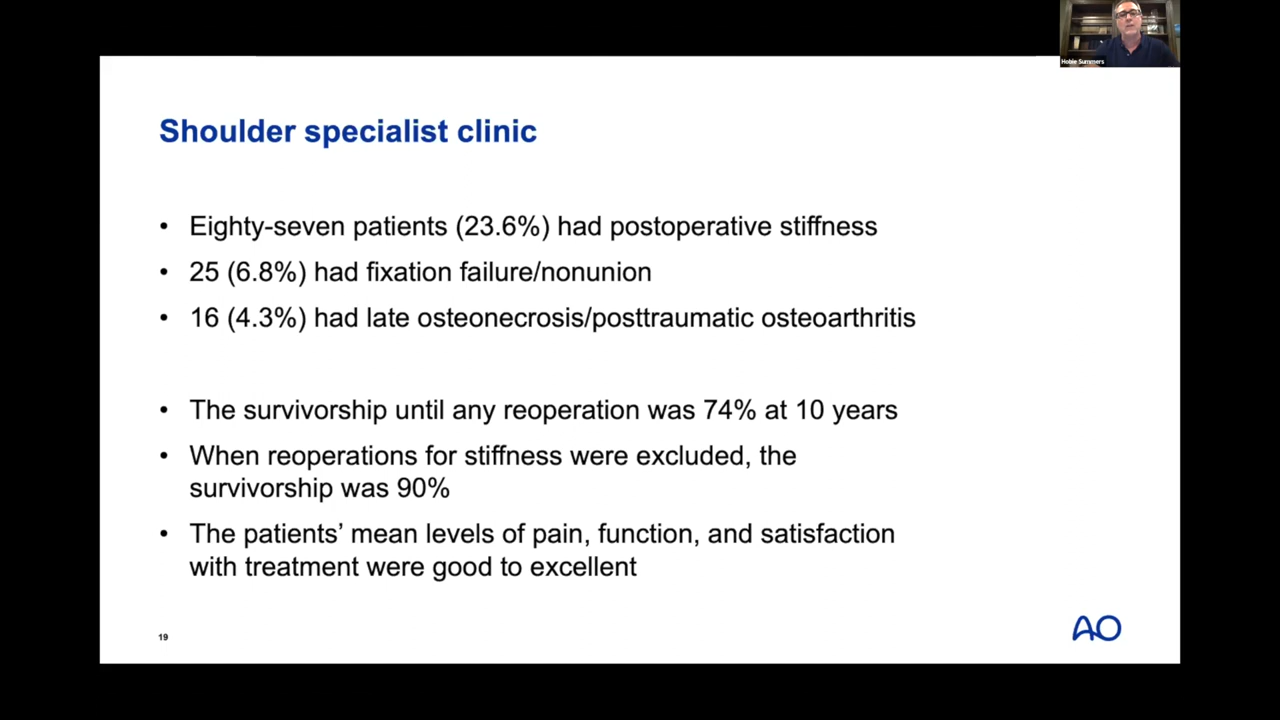 Hobie Summers
Shoulder specialist clinic
• Eighty-seven patients (23.6%) had postoperative stiffness
• 25 (6.8%) had fixation failure/nonunion
• 16 (4.3%) had late osteonecrosis/posttraumatic osteoarthritis
• The survivorship until any reoperation was 74% at 10 years
• When reoperations for stiffness were excluded, the
survivorship was 90%
• The patients’ mean levels of pain, function, and satisfaction
with treatment were good to excellent
19
AO